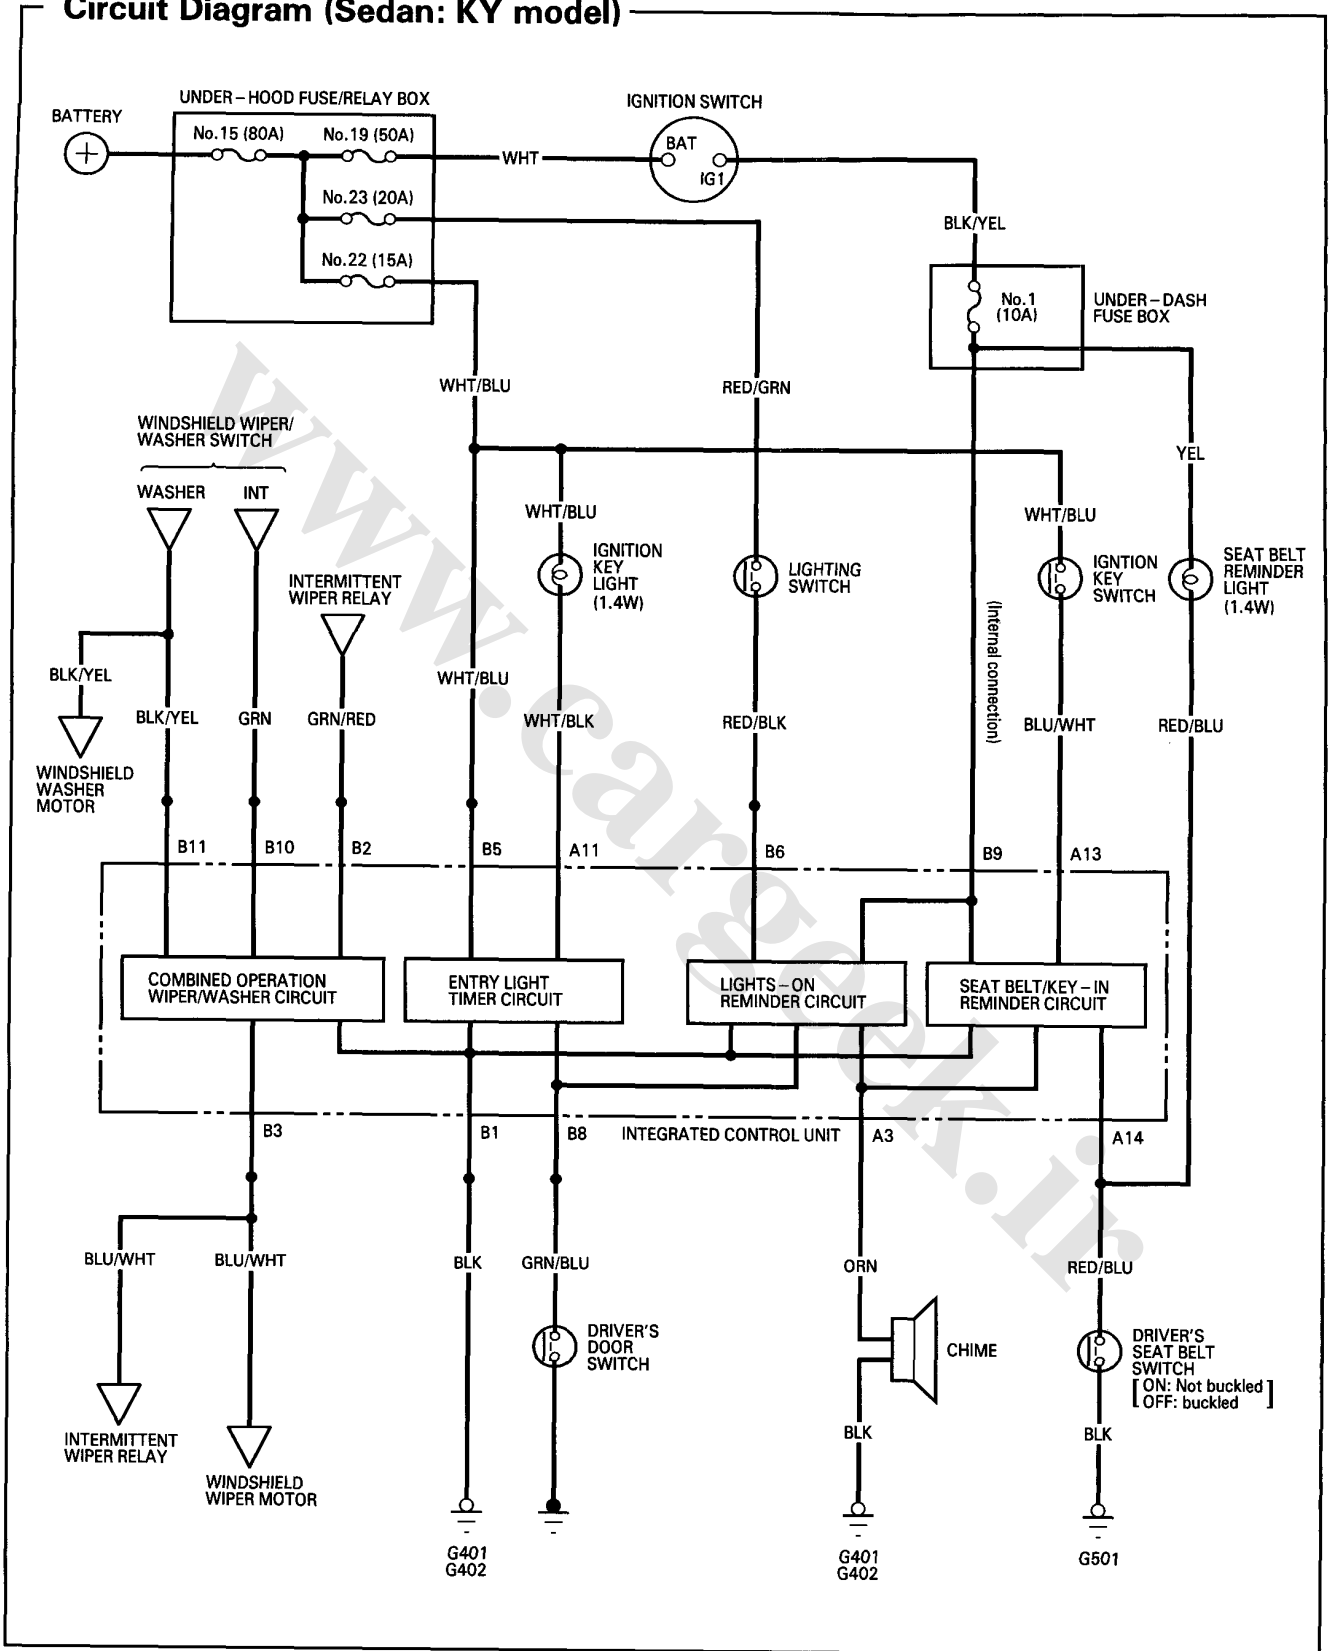 Circuit Diagram (Sedan: KY model)
UNDER–HOOD FUSE/RELAY BOX
IGNITION SWITCH
BATTERY
No.15 (80A)
No.19 (50A)
WHT
BAT
IG1
No.23 (20A)
BLK/YEL
No.22 (15A)
No.1
(10A)
UNDER–DASH
FUSE BOX
WHT/BLU
RED/GRN
WINDSHIELD WIPER/
WASHER SWITCH
YEL
WASHER
INT
WHT/BLU
WHT/BLU
IGNITION
KEY
LIGHT
(1.4W)
LIGHTING
SWITCH
IGNTION
KEY
SWITCH
SEAT BELT
REMINDER
LIGHT
(1.4W)
INTERMITTENT
WIPER RELAY
(Internal connection)
BLK/YEL
WHT/BLU
BLK/YEL
GRN
GRN/RED
WHT/BLK
RED/BLK
BLU/WHT
RED/BLU
WINDSHIELD
WASHER
MOTOR
B11
B10
B2
B5
A11
B6
B9
A13
COMBINED OPERATION
WIPER/WASHER CIRCUIT
ENTRY LIGHT
TIMER CIRCUIT
LIGHTS–ON
REMINDER CIRCUIT
SEAT BELT/KEY–IN
REMINDER CIRCUIT
B3
B1
B8
INTEGRATED CONTROL UNIT
A3
A14
BLU/WHT
BLU/WHT
BLK
GRN/BLU
ORN
RED/BLU
DRIVER'S
DOOR
SWITCH
CHIME
DRIVER'S
SEAT BELT
SWITCH
[ON: Not buckled]
[OFF: buckled]
INTERMITTENT
WIPER RELAY
BLK
BLK
WINDSHIELD
WIPER MOTOR
G401
G402
G401
G402
G501
www.cargeek.ir